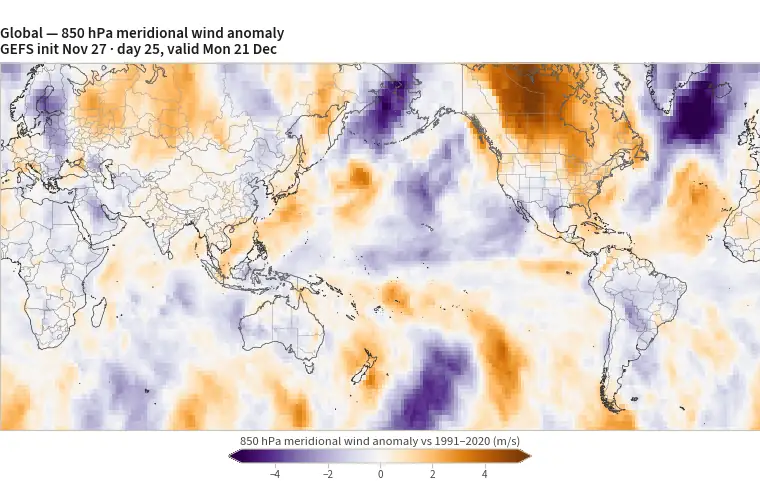 Global — 850 hPa meridional wind anomaly
GEFS init Nov 27 · day 25, valid Mon 21 Dec
850 hPa meridional wind anomaly vs 1991–2020 (m/s)
−4 −2 0 2 4